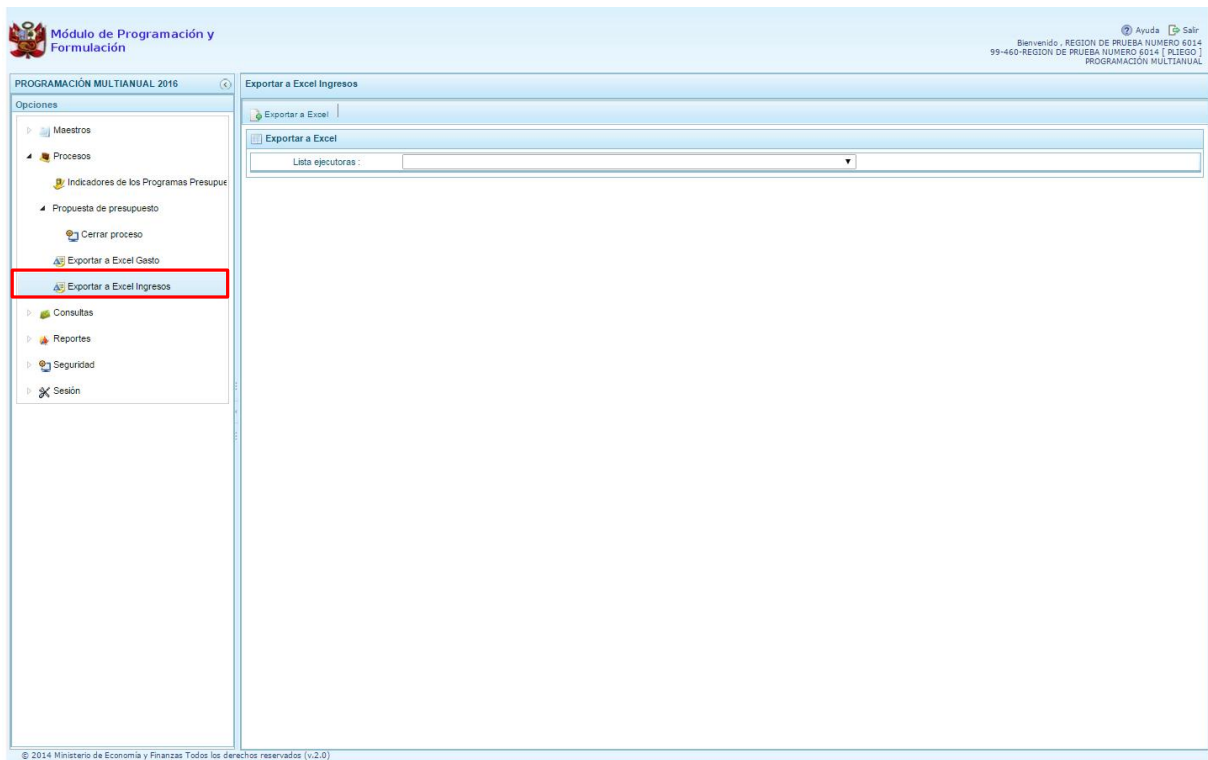 Módulo de Programación y
Formulación
Ayuda Salir
Bienvenido , REGION DE PRUEBA NUMERO 6014
99-460-REGION DE PRUEBA NUMERO 6014 [ PLIEGO ]
PROGRAMACIÓN MULTIANUAL
PROGRAMACIÓN MULTIANUAL 2016
Opciones
Maestros
Procesos
Indicadores de los Programas Presupue
Propuesta de presupuesto
Cerrar proceso
Exportar a Excel Gasto
Exportar a Excel Ingresos
Consultas
Reportes
Seguridad
Sesión
Exportar a Excel Ingresos
Exportar a Excel
Exportar a Excel
Lista ejecutoras :
© 2014 Ministerio de Economía y Finanzas Todos los derechos reservados (v.2.0)